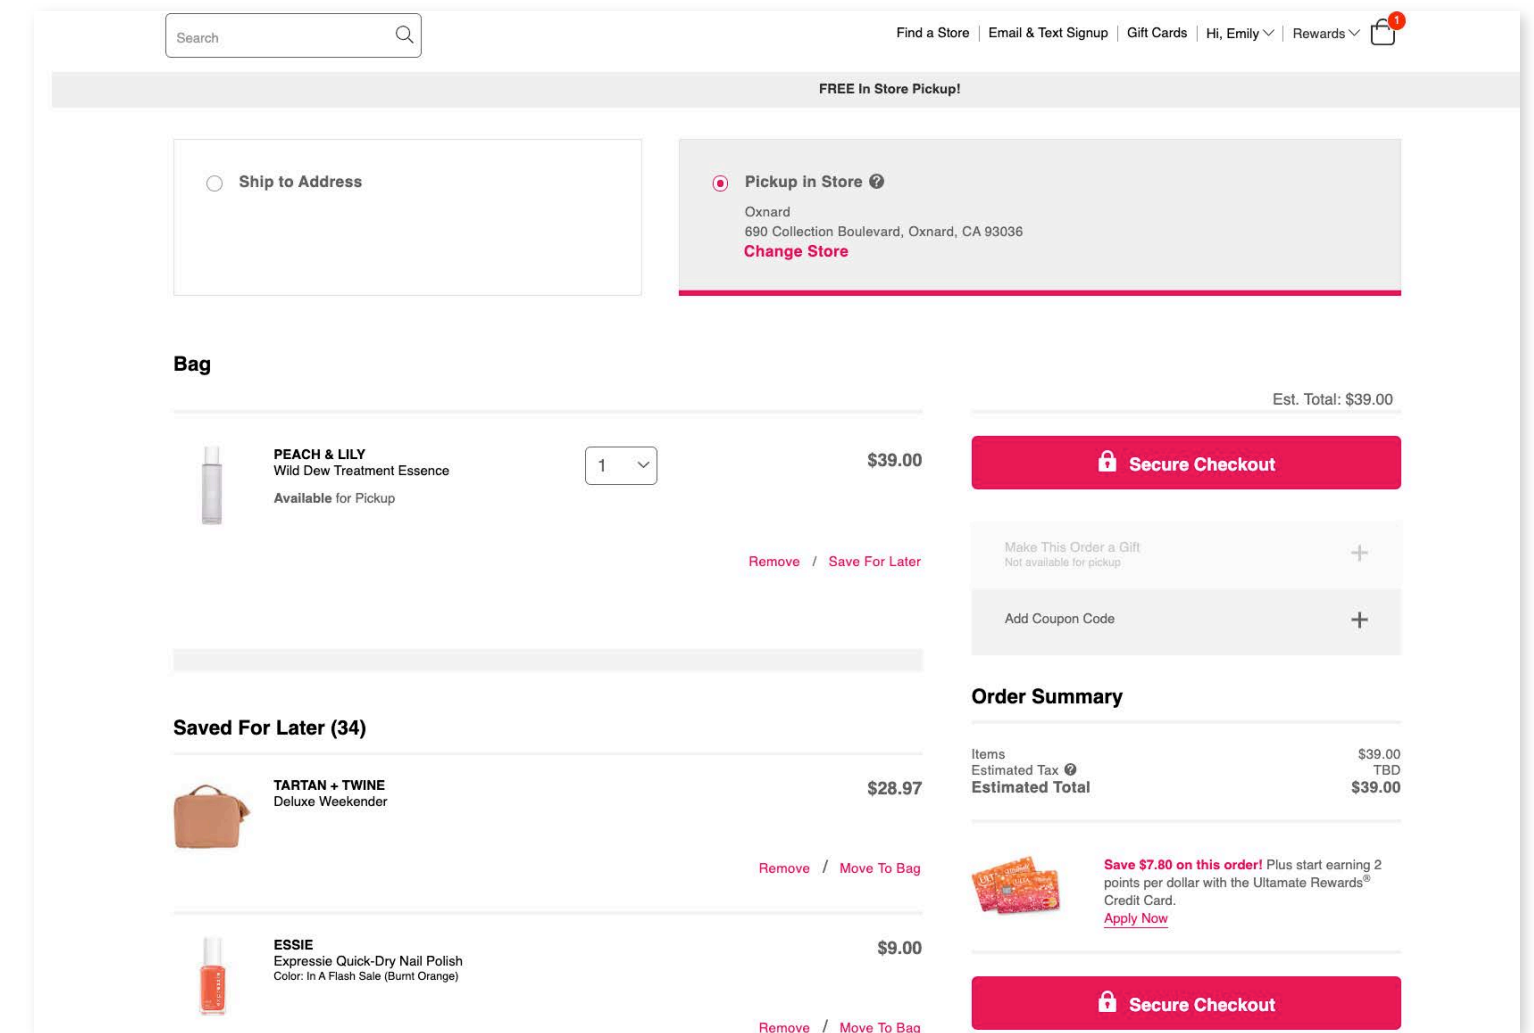 Search
Find a Store
Email & Text Signup
Gift Cards
Hi, Emily
Rewards
1
FREE In Store Pickup!
Ship to Address
Pickup in Store
Oxnard
690 Collection Boulevard, Oxnard, CA 93036
Change Store
Bag
Est. Total: $39.00
PEACH & LILY
Wild Dew Treatment Essence
Available for Pickup
1
$39.00
Remove / Save For Later
Secure Checkout
Make This Order a Gift
Not available for pickup
Add Coupon Code
Saved For Later (34)
TARTAN + TWINE
Deluxe Weekender
$28.97
Remove / Move To Bag
ESSIE
Expressie Quick-Dry Nail Polish
Color: In A Flash Sale (Burnt Orange)
$9.00
Remove / Move To Bag
Order Summary
Items $39.00
Estimated Tax TBD
Estimated Total $39.00
Save $7.80 on this order! Plus start earning 2
points per dollar with the Ultamate Rewards®
Credit Card.
Apply Now
Secure Checkout